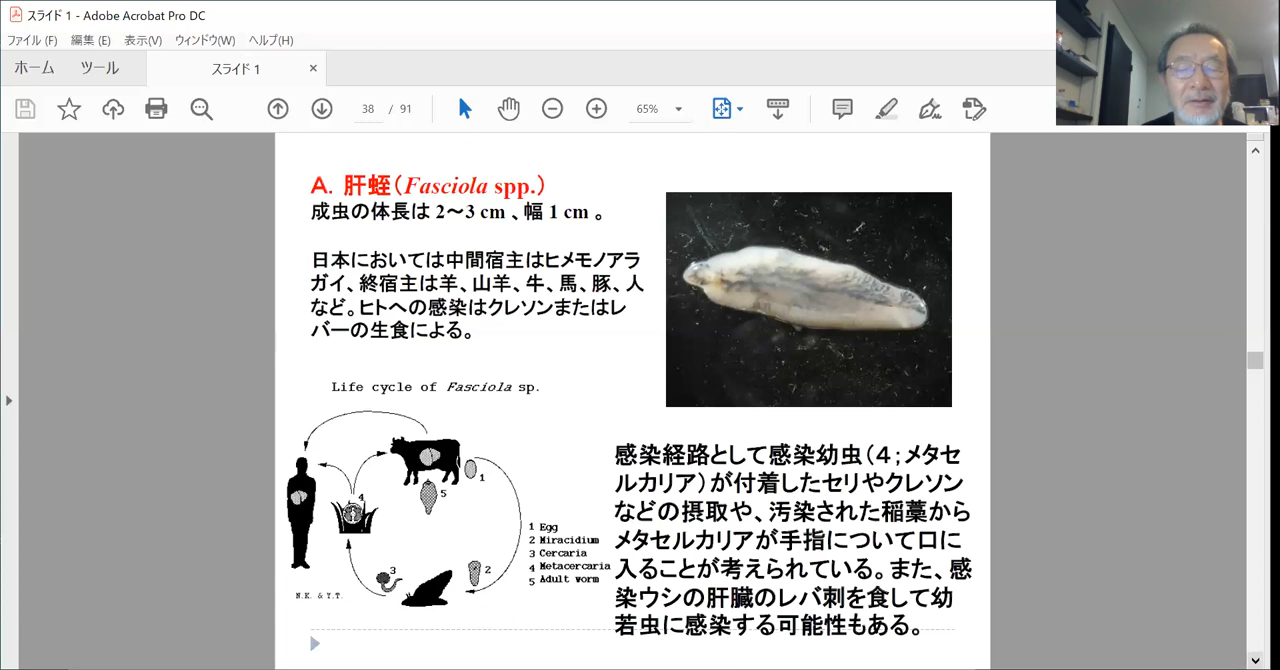 スライド 1 - Adobe Acrobat Pro DC
ファイル (F) 編集 (E) 表示(V) ウィンドウ(W) ヘルプ(H)
ホーム ツール スライド 1 ×
38 / 91 65%
A. 肝蛭(Fasciola spp.)
成虫の体長は 2～3 cm 、幅 1 cm 。
日本においては中間宿主はヒメモノアラ
ガイ、終宿主は羊、山羊、牛、馬、豚、人
など。ヒトへの感染はクレソンまたはレ
バーの生食による。
Life cycle of Fasciola sp.
1
5
4
3
2
1 Egg
2 Miracidium
3 Cercaria
4 Metacercaria
5 Adult worm
N.K. & Y.T.
感染経路として感染幼虫(４；メタセ
ルカリア)が付着したセリやクレソン
などの摂取や、汚染された稲藁から
メタセルカリアが手指について口に
入ることが考えられている。また、感
染ウシの肝臓のレバ刺を食して幼
若虫に感染する可能性もある。